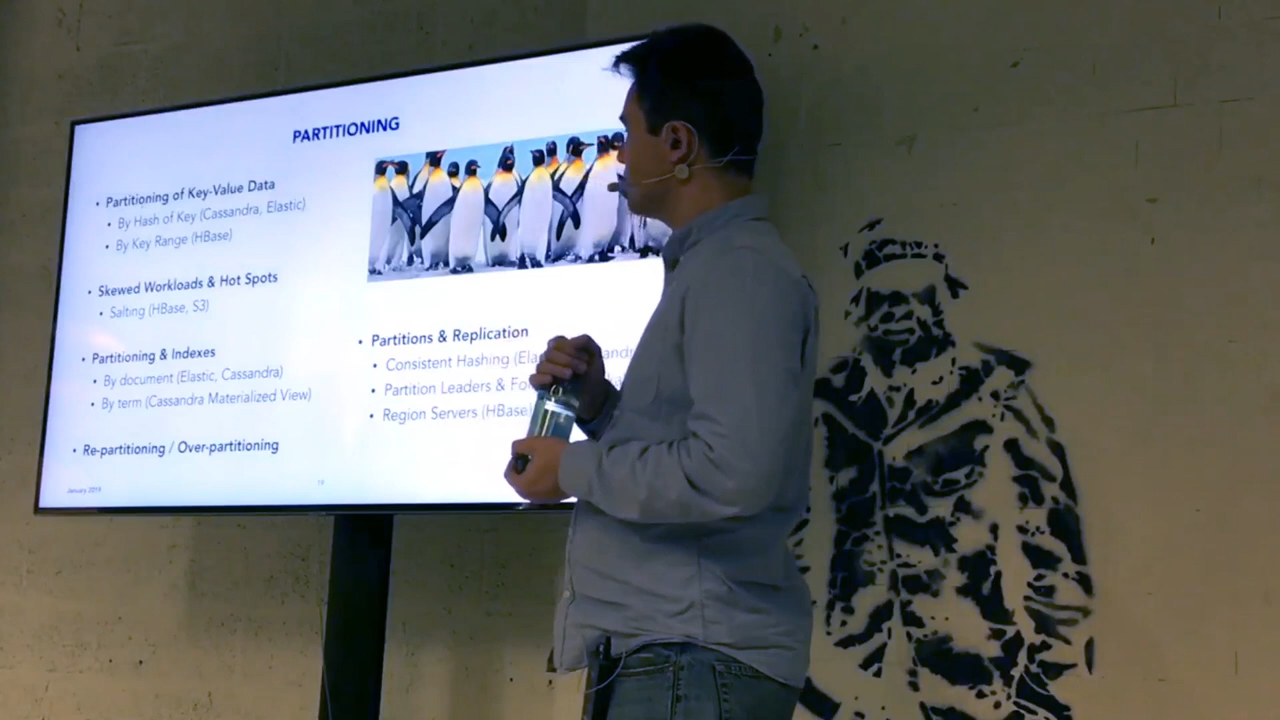 PARTITIONING
• Partitioning of Key-Value Data
• By Hash of Key (Cassandra, Elastic)
• By Key Range (HBase)
• Skewed Workloads & Hot Spots
• Salting (HBase, S3)
• Partitioning & Indexes
• By document (Elastic, Cassandra)
• By term (Cassandra Materialized View)
• Re-partitioning / Over-partitioning
• Partitions & Replication
• Consistent Hashing
• Partition Leaders &
• Region Servers (HBase)
January 2019